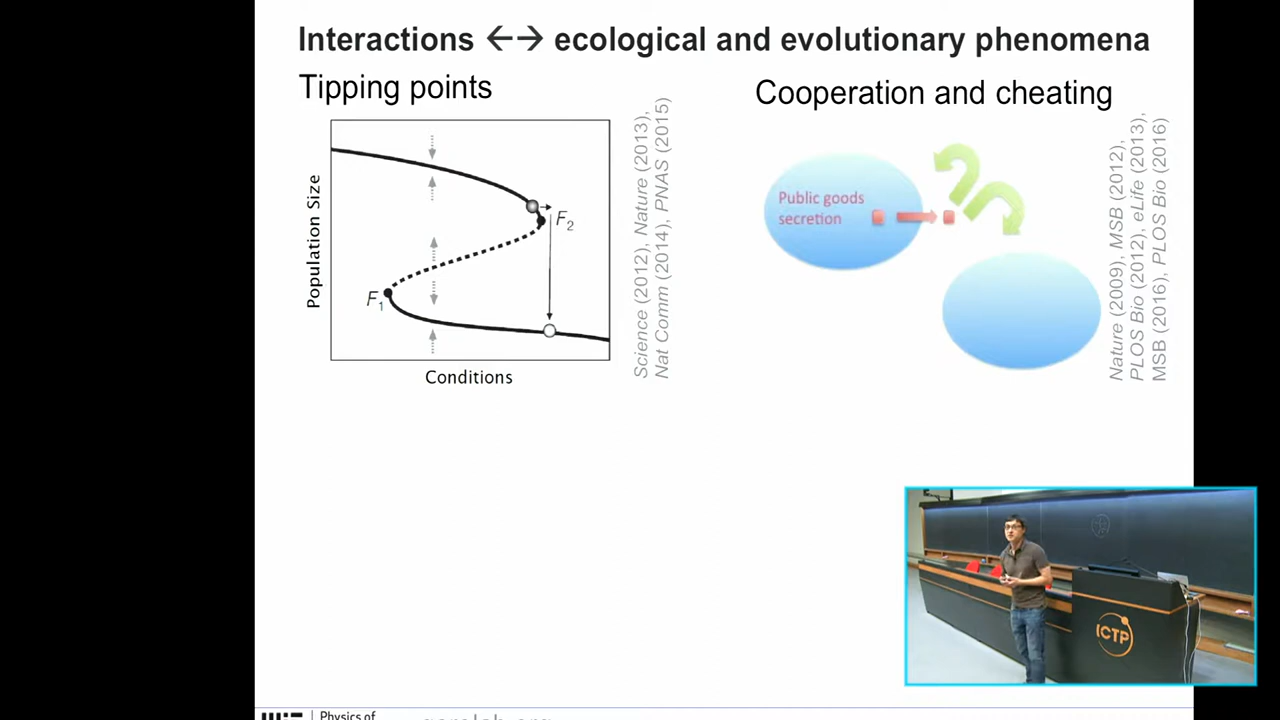 Interactions ←→ ecological and evolutionary phenomena
Tipping points
Population Size
F2
F1
Conditions
Science (2012), Nature (2013),
Nat Comm (2014), PNAS (2015)
Cooperation and cheating
Public goods
secretion
Nature (2009), MSB (2012),
PLOS Bio (2012), eLife (2013),
MSB (2016), PLOS Bio (2016)
ICTP
Physics of